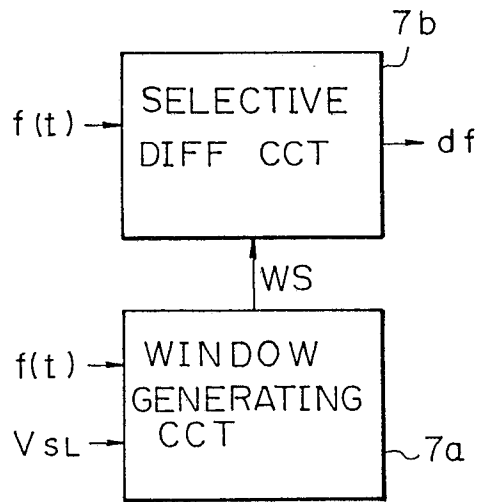 7b
SELECTIVE
DIFF CCT
f(t)
df
WS
f(t)
WINDOW
GENERATING
CCT
VSL
7a